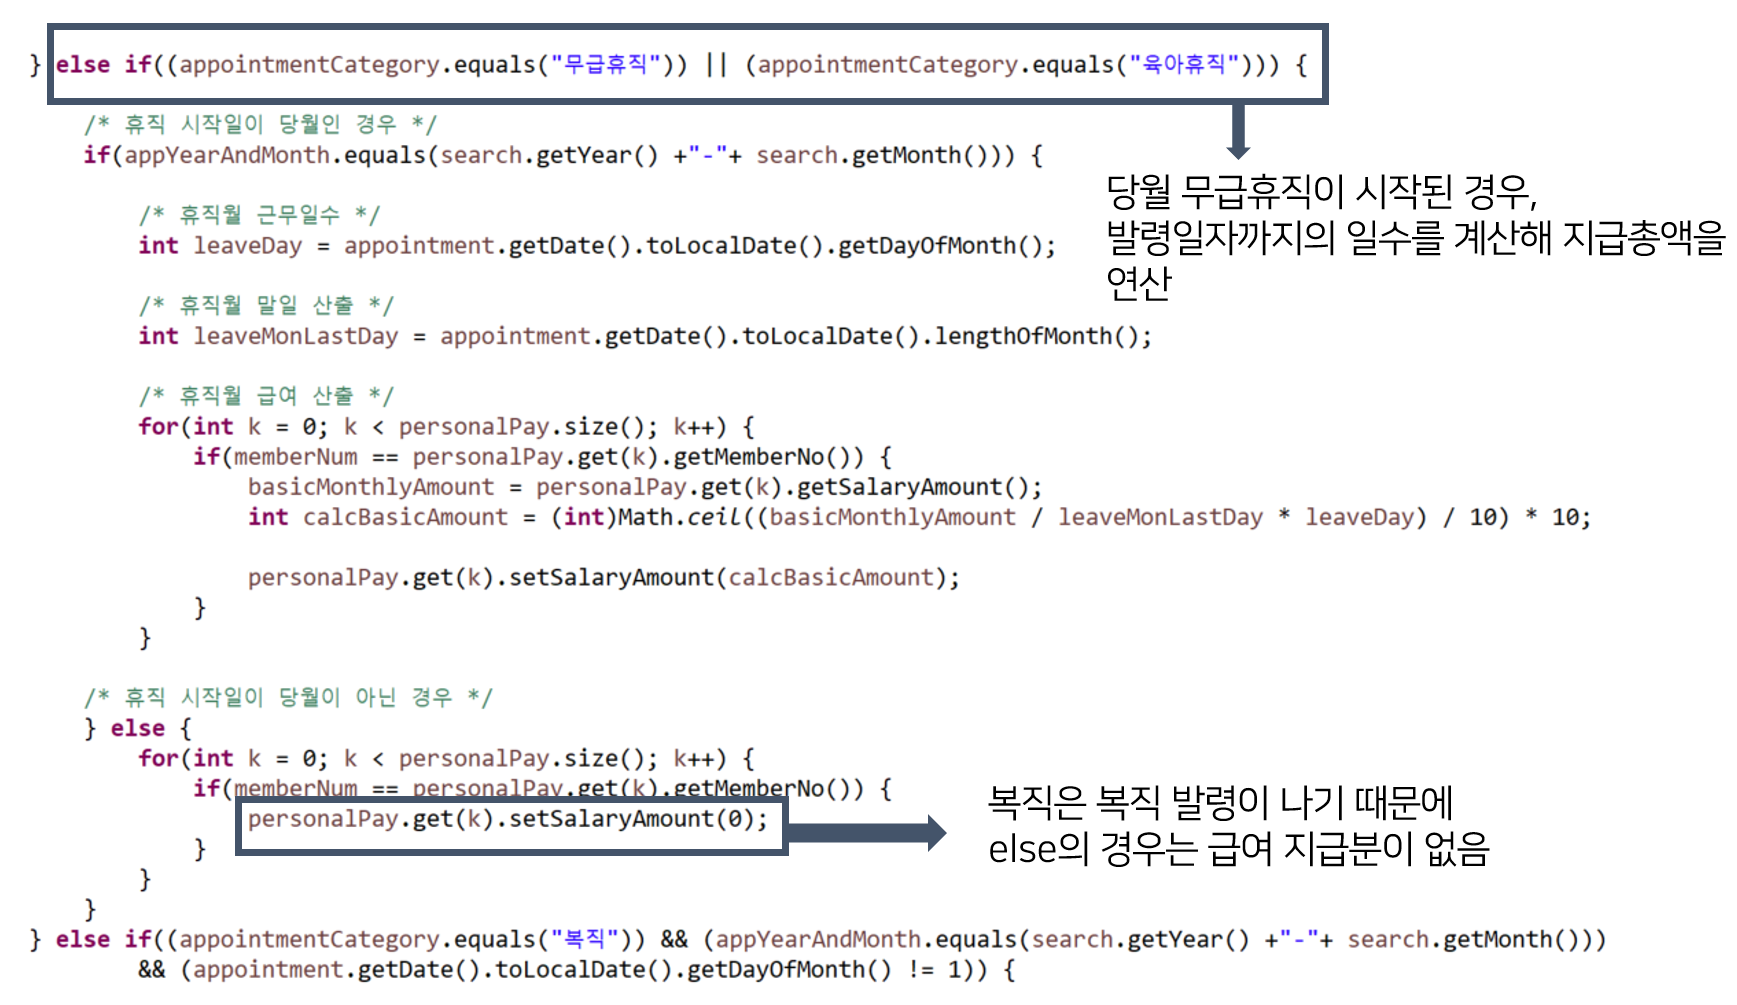 } else if((appointmentCategory.equals("무급휴직")) || (appointmentCategory.equals("육아휴직"))) {
/* 휴직 시작일이 당월인 경우 */
if(appYearAndMonth.equals(search.getYear() +"-"+ search.getMonth())) {
당월 무급휴직이 시작된 경우,
발령일자까지의 일수를 계산해 지급총액을
연산
/* 휴직월 근무일수 */
int leaveDay = appointment.getDate().toLocalDate().getDayOfMonth();
/* 휴직월 말일 산출 */
int leaveMonLastDay = appointment.getDate().toLocalDate().lengthOfMonth();
/* 휴직월 급여 산출 */
for(int k = 0; k < personalPay.size(); k++) {
if(memberNum == personalPay.get(k).getMemberNo()) {
basicMonthlyAmount = personalPay.get(k).getSalaryAmount();
int calcBasicAmount = (int)Math.ceil((basicMonthlyAmount / leaveMonLastDay * leaveDay) / 10) * 10;
personalPay.get(k).setSalaryAmount(calcBasicAmount);
}
}
/* 휴직 시작일이 당월이 아닌 경우 */
} else {
for(int k = 0; k < personalPay.size(); k++) {
if(memberNum == personalPay.get(k).getMemberNo()) {
personalPay.get(k).setSalaryAmount(0);
복직은 복직 발령이 나기 때문에
else의 경우는 급여 지급분이 없음
}
}
}
} else if((appointmentCategory.equals("복직")) && (appYearAndMonth.equals(search.getYear() +"-"+ search.getMonth()))
&& (appointment.getDate().toLocalDate().getDayOfMonth() != 1)) {